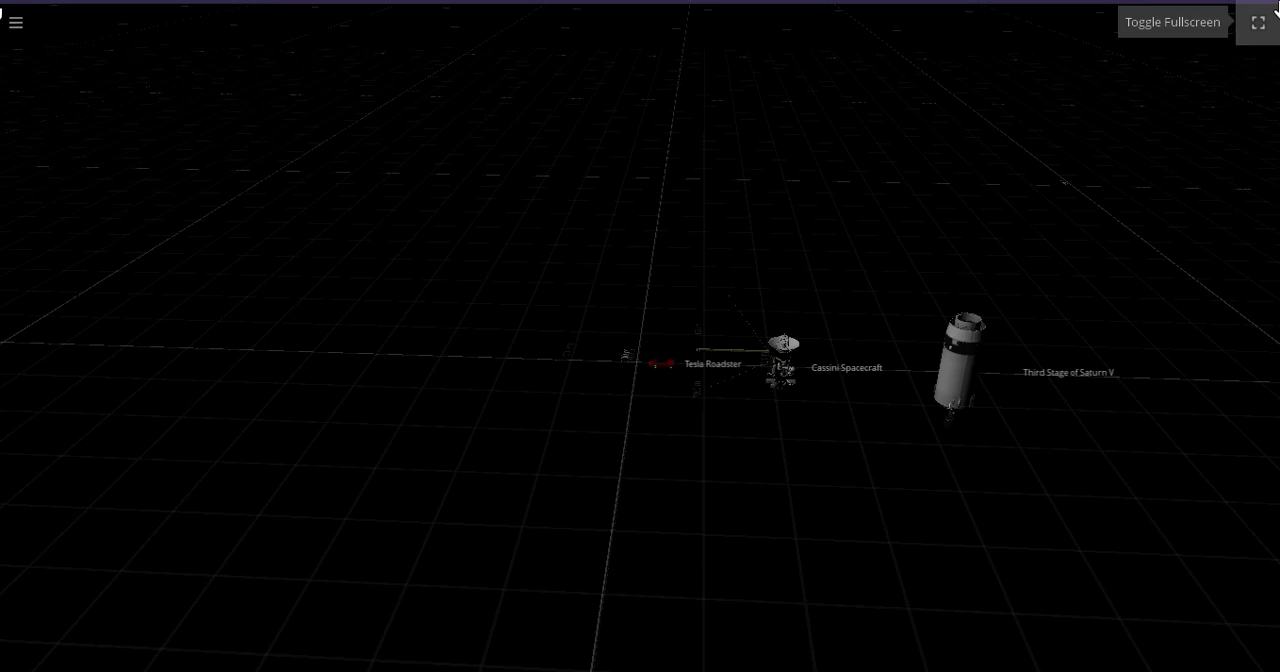 Toggle Fullscreen
Tesla Roadster
Cassini Spacecraft
Third Stage of Saturn V